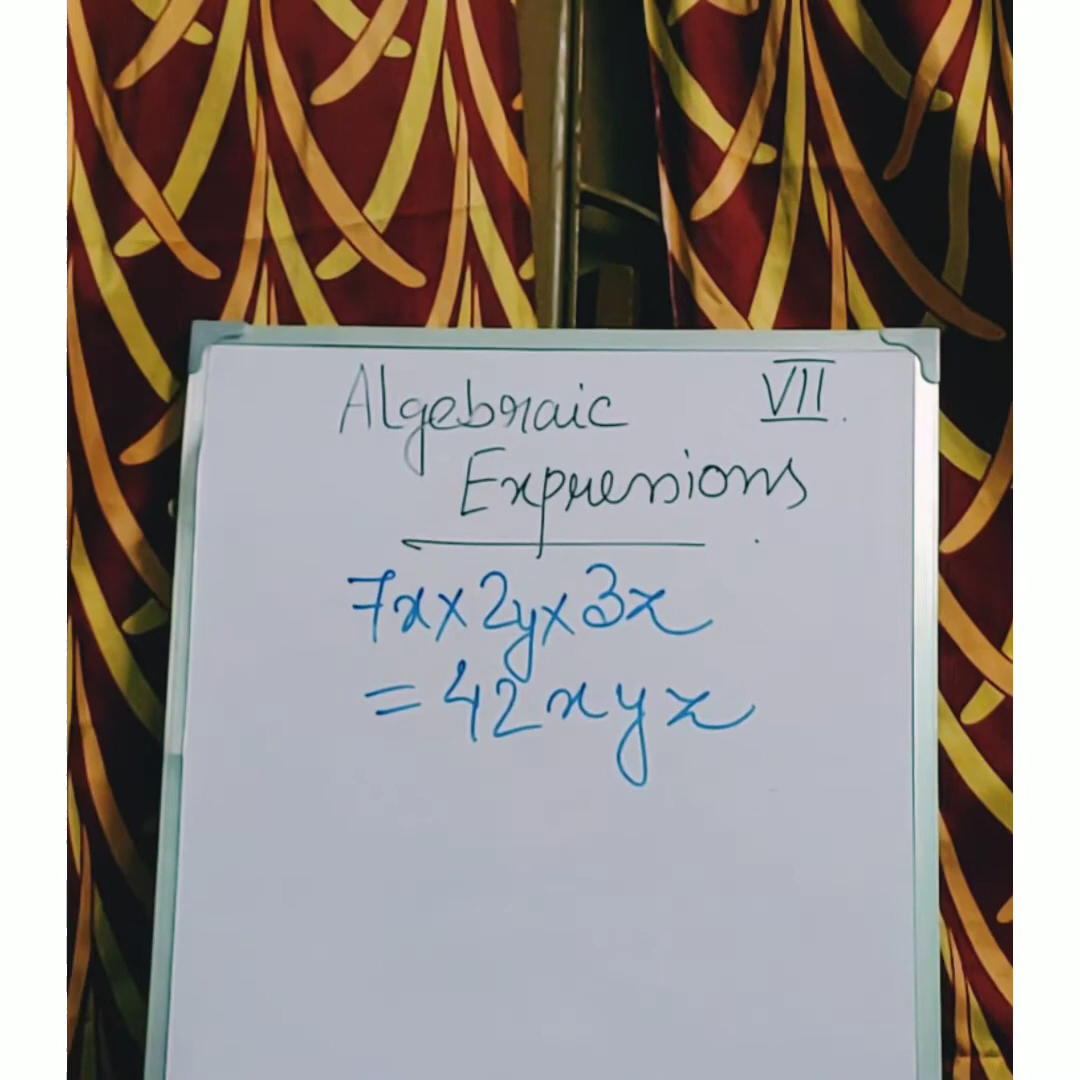 Algebraic VII.
Expressions
7x × 2y × 3z
= 42xyz